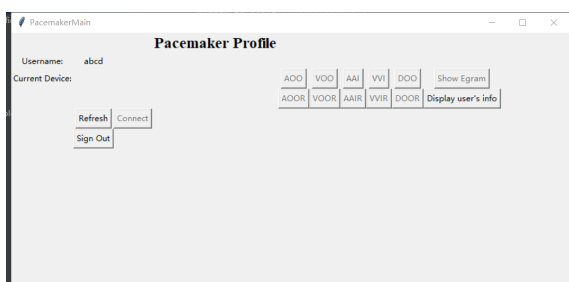 PacemakerMain
Pacemaker Profile
Username: abcd
Current Device: AOO VOO AAI VVI DOO Show Egram
AOOR VOOR AAIR VVIR DOOR Display user's info
Refresh Connect
Sign Out